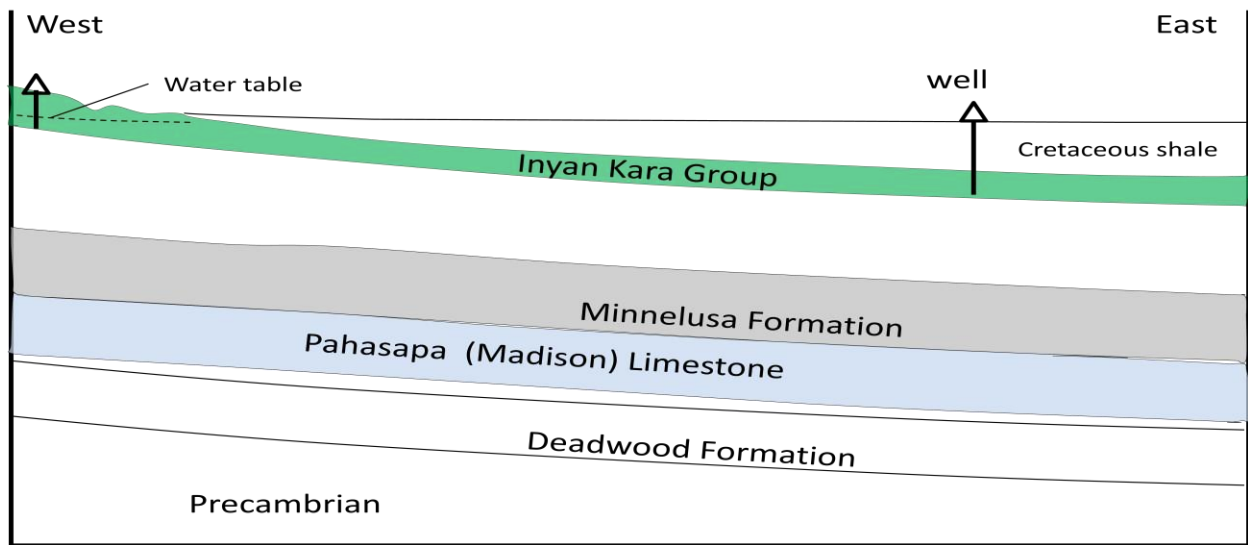 West
East
Water table
well
Cretaceous shale
Inyan Kara Group
Minnelusa Formation
Pahasapa (Madison) Limestone
Deadwood Formation
Precambrian